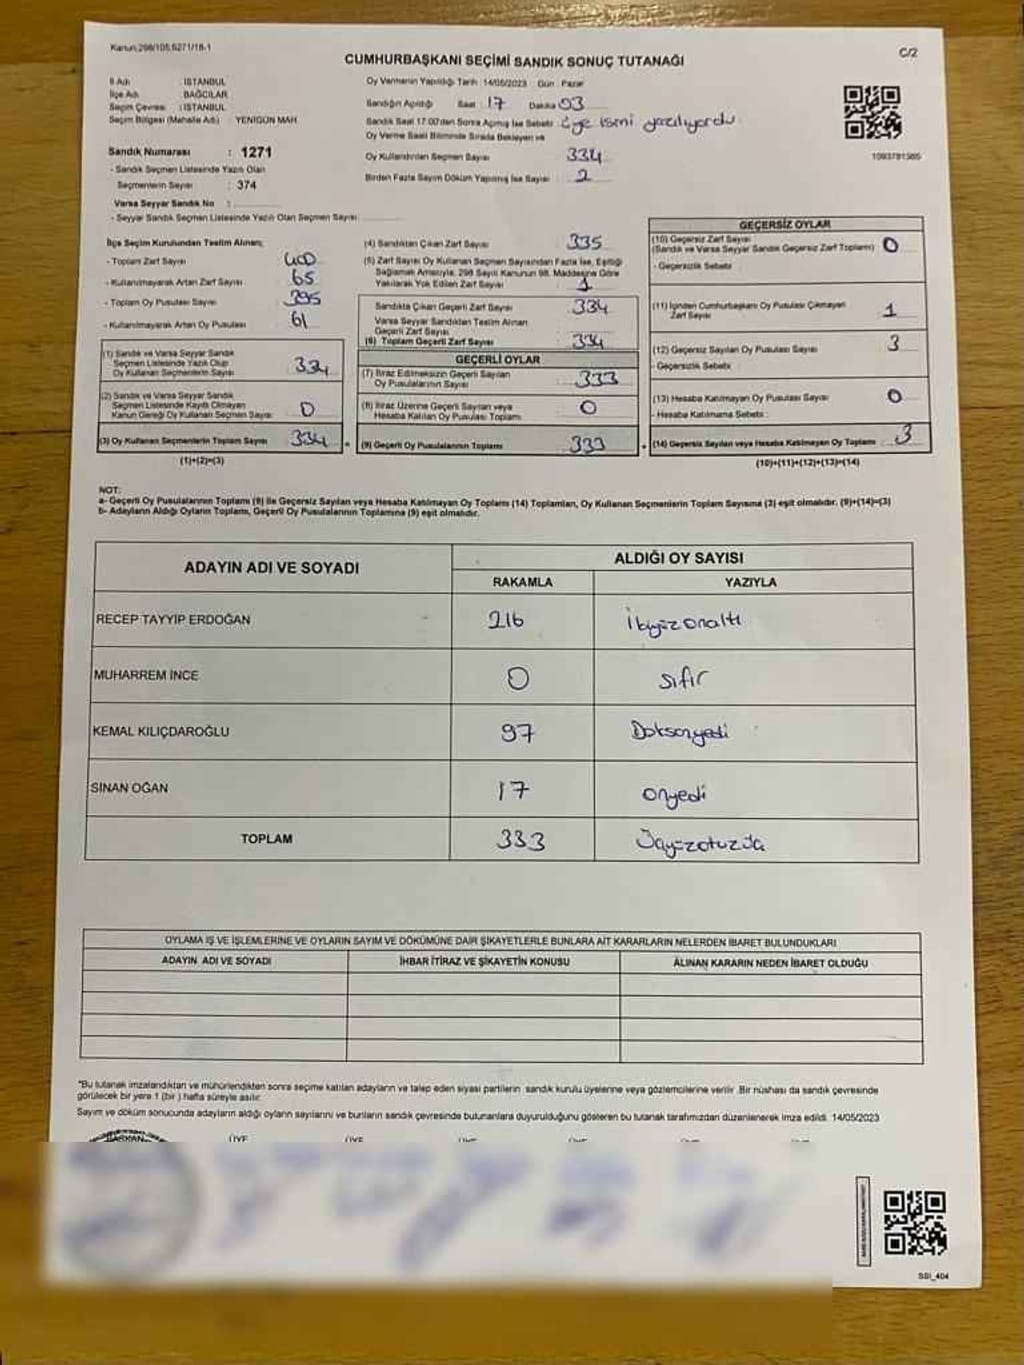 Kanun:298/105,6271/18-1
C/2
CUMHURBAŞKANI SEÇİMİ SANDIK SONUÇ TUTANAĞI
İl Adı : İSTANBUL
İlçe Adı : BAĞCILAR
Seçim Çevresi : İSTANBUL
Seçim Bölgesi (Mahalle Adı) : YENİGÜN MAH.
Sandık Numarası : 1271
- Sandık Seçmen Listesinde Yazılı Olan
Seçmenlerin Sayısı : 374
Varsa Seyyar Sandık No :
- Seyyar Sandık Seçmen Listesinde Yazılı Olan Seçmen Sayısı
Oy Vermenin Yapıldığı Tarih 14/05/2023 Gün : Pazar
Sandığın Açıldığı Saat : 17 Dakika 03
Sandık Saat 17:00'den Sonra Açılmış İse Sebebi : üye ismi yazılıyordu
Oy Verme Saati Bitiminde Sırada Bekleyen ve
Oy Kullandırılan Seçmen Sayısı 334
Birden Fazla Sayım Döküm Yapılmış İse Sayısı 2
1093781385
İlçe Seçim Kurulundan Teslim Alınan;
- Toplam Zarf Sayısı 400
- Kullanılmayarak Artan Zarf Sayısı 65
- Toplam Oy Pusulası Sayısı 395
- Kullanılmayarak Artan Oy Pusulası 61
(1) Sandık ve Varsa Seyyar Sandık
Seçmen Listesinde Yazılı Olup
Oy Kullanan Seçmenlerin Sayısı 334
(2) Sandık ve Varsa Seyyar Sandık
Seçmen Listesinde Kayıtlı Olmayan
Kanun Gereği Oy Kullanan Seçmen Sayısı 0
(3) Oy Kullanan Seçmenlerin Toplam Sayısı 334
(1)+(2)=(3)
(4) Sandıktan Çıkan Zarf Sayısı 335
(5) Zarf Sayısı Oy Kullanan Seçmen Sayısından Fazla İse, Eşitliği
Sağlamak Amacıyla, 298 Sayılı Kanunun 98. Maddesine Göre
Yakılarak Yok Edilen Zarf Sayısı 1
Sandıkta Çıkan Geçerli Zarf Sayısı 334
Varsa Seyyar Sandıktan Teslim Alınan
Geçerli Zarf Sayısı
(6) Toplam Geçerli Zarf Sayısı 334
GEÇERLİ OYLAR
(7) İtiraz Edilmeksizin Geçerli Sayılan
Oy Pusulalarının Sayısı 333
(8) İtiraz Üzerine Geçerli Sayılan veya
Hesaba Katılan Oy Pusulası Toplamı 0
= (9) Geçerli Oy Pusulalarının Toplamı 333
GEÇERSİZ OYLAR
(10) Geçersiz Zarf Sayısı
(Sandık ve Varsa Seyyar Sandık Geçersiz Zarf Toplamı) 0
- Geçersizlik Sebebi
(11) İçinden Cumhurbaşkanı Oy Pusulası Çıkmayan
Zarf Sayısı 1
(12) Geçersiz Sayılan Oy Pusulası Sayısı 3
- Geçersizlik Sebebi
(13) Hesaba Katılmayan Oy Pusulası Sayısı 0
- Hesaba Katılmama Sebebi :
+ (14) Geçersiz Sayılan veya Hesaba Katılmayan Oy Toplamı 3
(10)+(11)+(12)+(13)=(14)
NOT:
a- Geçerli Oy Pusulalarının Toplamı (9) ile Geçersiz Sayılan veya Hesaba Katılmayan Oy Toplamı (14) Toplamları, Oy Kullanan Seçmenlerin Toplam Sayısına (3) eşit olmalıdır. (9)+(14)=(3)
b- Adayların Aldığı Oyların Toplamı, Geçerli Oy Pusulalarının Toplamına (9) eşit olmalıdır.
ADAYIN ADI VE SOYADI
ALDIĞI OY SAYISI
RAKAMLA YAZIYLA
RECEP TAYYİP ERDOĞAN 216 ikiyüzonaltı
MUHARREM İNCE 0 sıfır
KEMAL KILIÇDAROĞLU 97 Doksanyedi
SİNAN OĞAN 17 onyedi
TOPLAM 333
OYLAMA İŞ VE İŞLEMLERİNE VE OYLARIN SAYIM VE DÖKÜMÜNE DAİR ŞİKAYETLERLE BUNLARA AİT KARARLARIN NELERDEN İBARET BULUNDUKLARI
ADAYIN ADI VE SOYADI İHBAR İTİRAZ VE ŞİKAYETİN KONUSU ALINAN KARARIN NEDEN İBARET OLDUĞU
"Bu tutanak imzalandıktan ve mühürlendikten sonra seçime katılan adayların ve talep eden siyasi partilerin sandık kurulu üyelerine veya gözlemcilerine verilir. Bir nüshası da sandık çevresinde
görülecek bir yere 1 (bir ) hafta süreyle asılır.
Sayım ve döküm sonucunda adayların aldığı oyların sayılarını ve bunların sandık çevresinde bulunanlara duyurulduğunu gösteren bu tutanak tarafımızdan düzenlenerek imza edildi. 14/05/2023
BAŞKAN ÜYE ÜYE
SSI_404